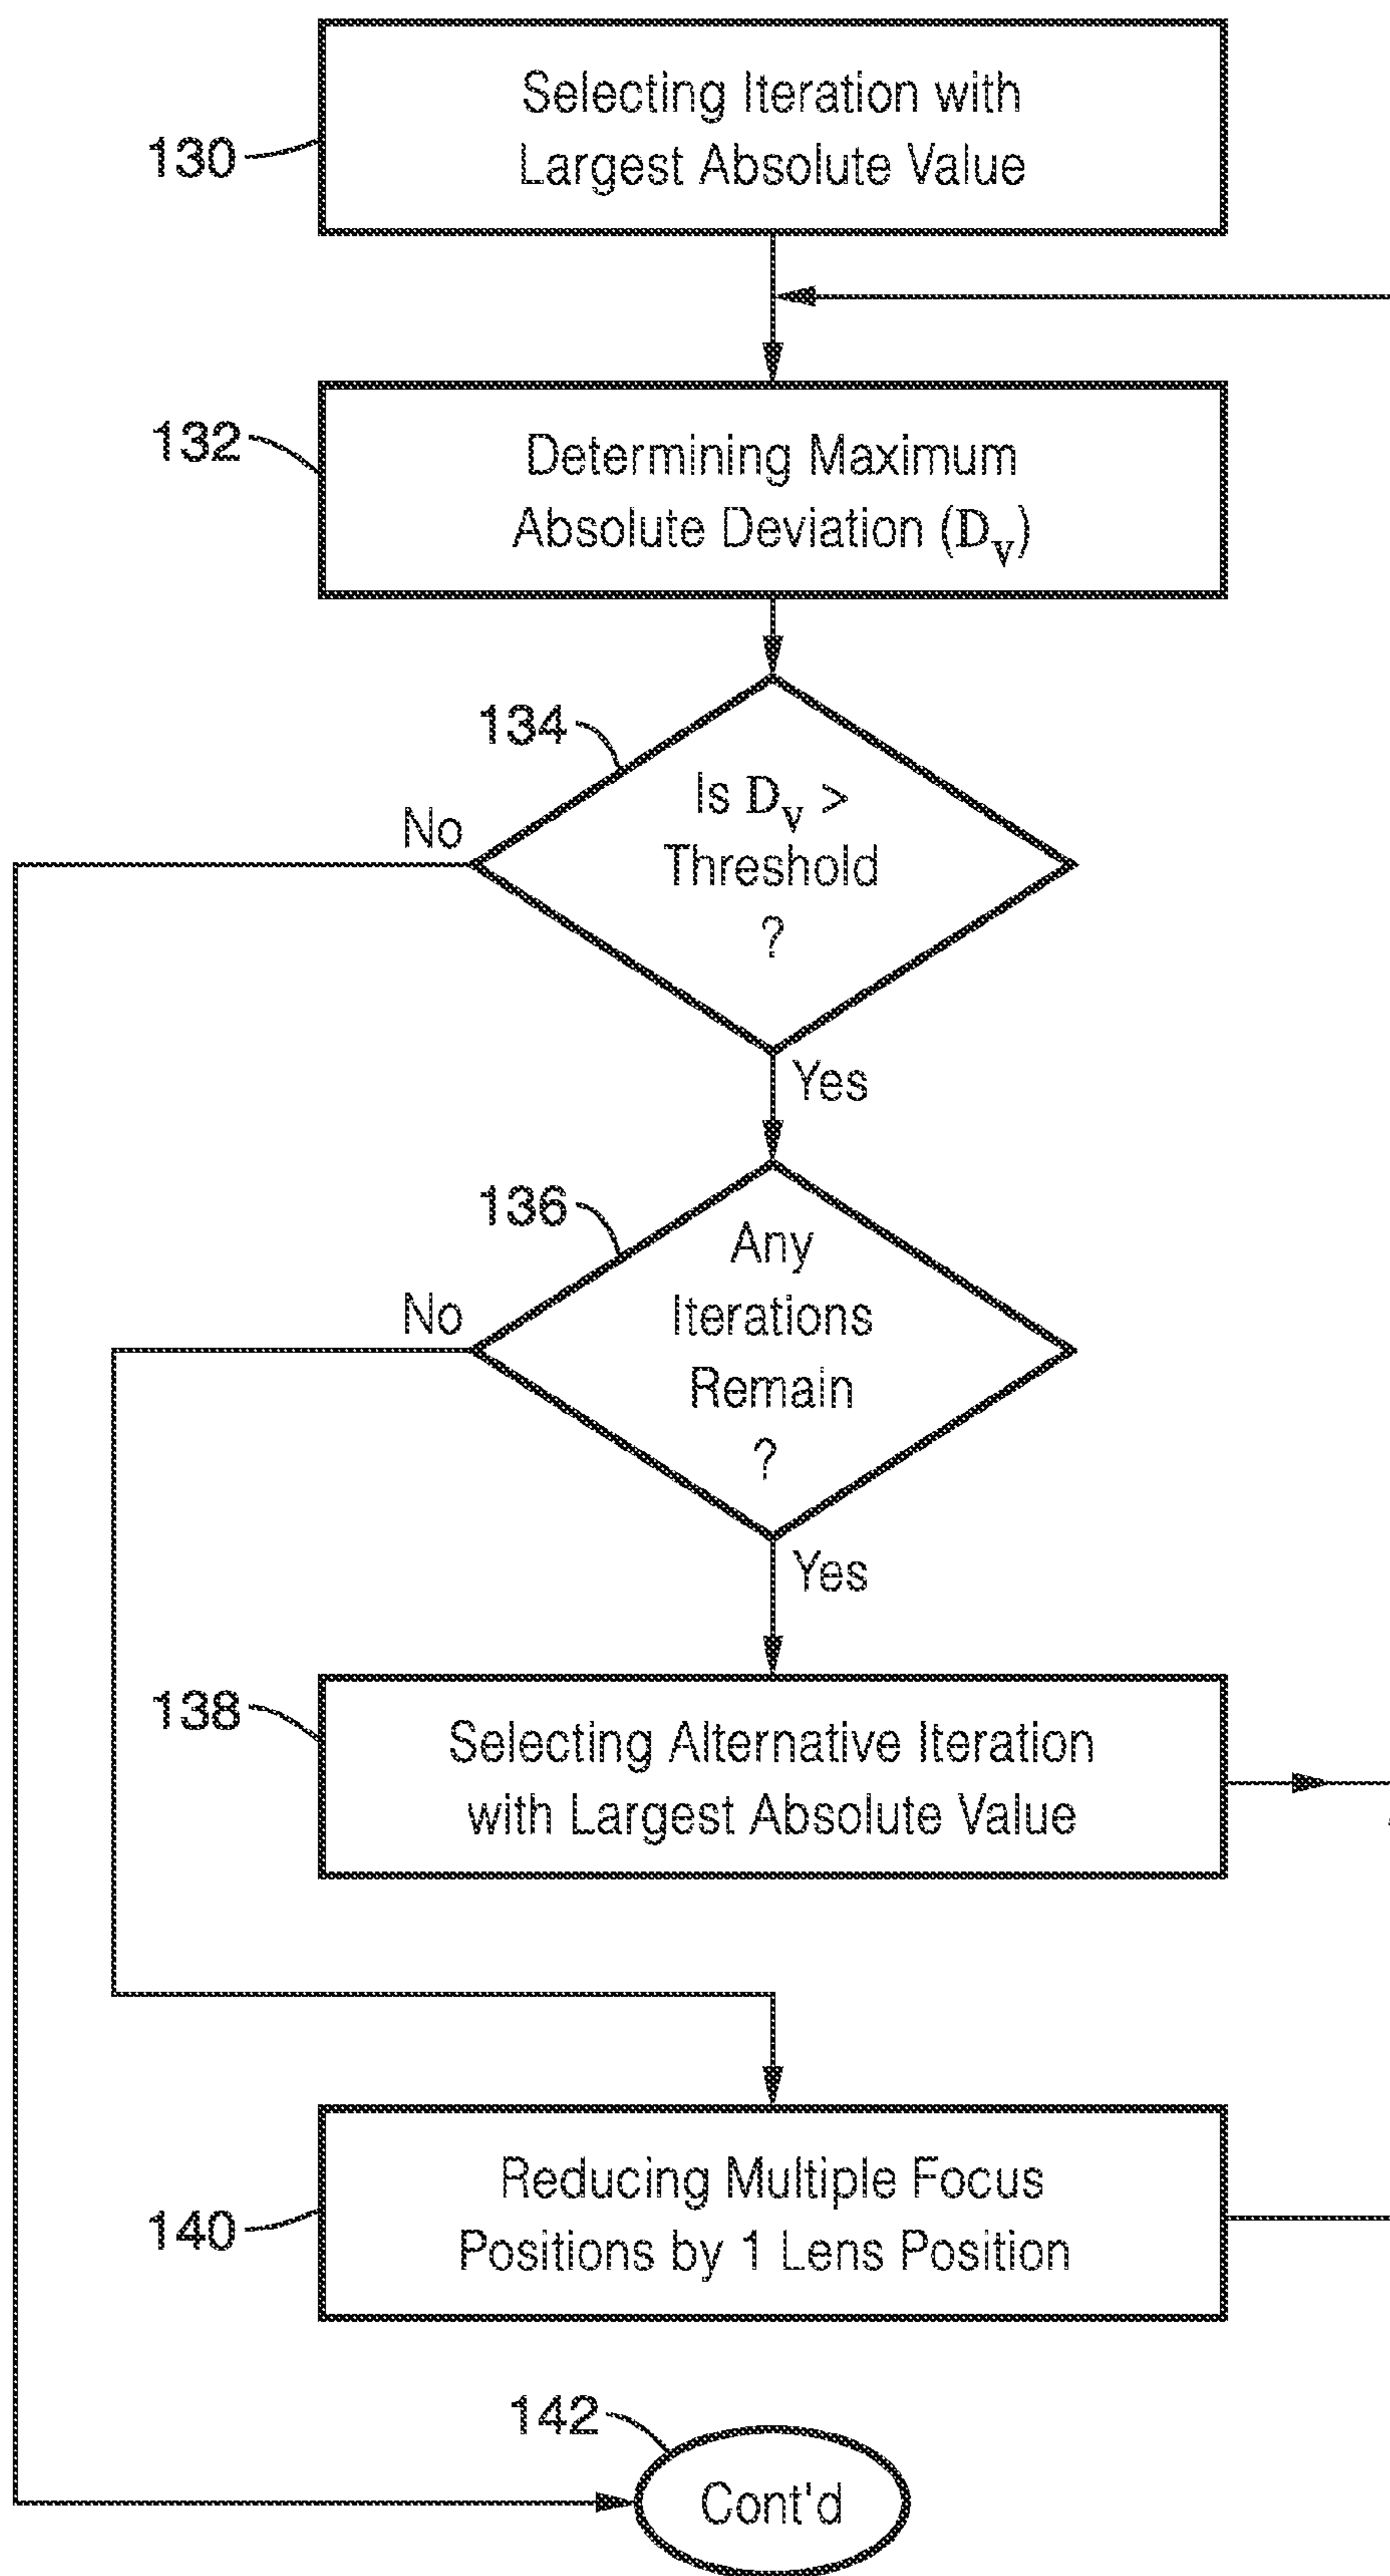 Selecting Iteration with
Largest Absolute Value
130
132
Determining Maximum
Absolute Deviation (Dv)
134
Is Dv >
Threshold
?
No
Yes
136
Any
Iterations
Remain
?
No
Yes
138
Selecting Alternative Iteration
with Largest Absolute Value
Reducing Multiple Focus
Positions by 1 Lens Position
140
142
Cont'd